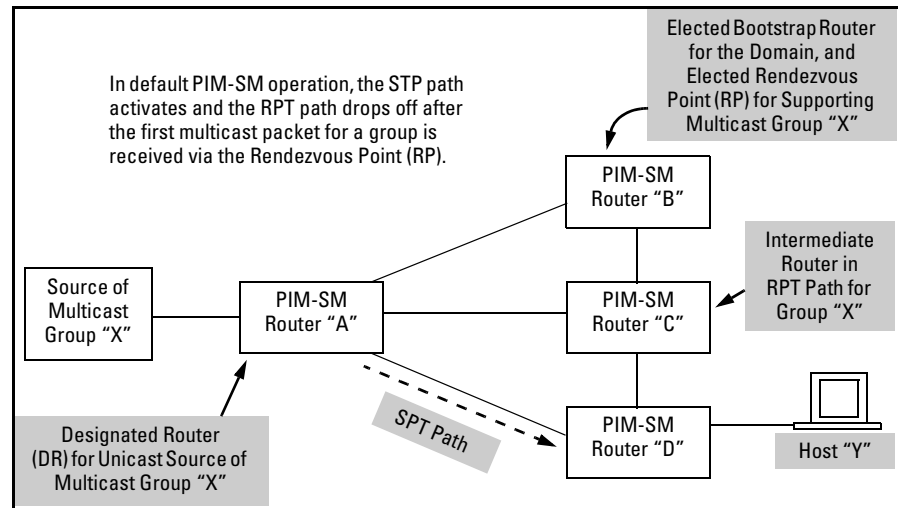 In default PIM-SM operation, the STP path
activates and the RPT path drops off after
the first multicast packet for a group is
received via the Rendezvous Point (RP).
Elected Bootstrap Router
for the Domain, and
Elected Rendezvous
Point (RP) for Supporting
Multicast Group “X”
PIM-SM
Router “B”
Source of
Multicast
Group “X”
PIM-SM
Router “A”
PIM-SM
Router “C”
Intermediate
Router in
RPT Path for
Group “X”
Designated Router
(DR) for Unicast Source of
Multicast Group “X”
SPT Path
PIM-SM
Router “D”
Host “Y”